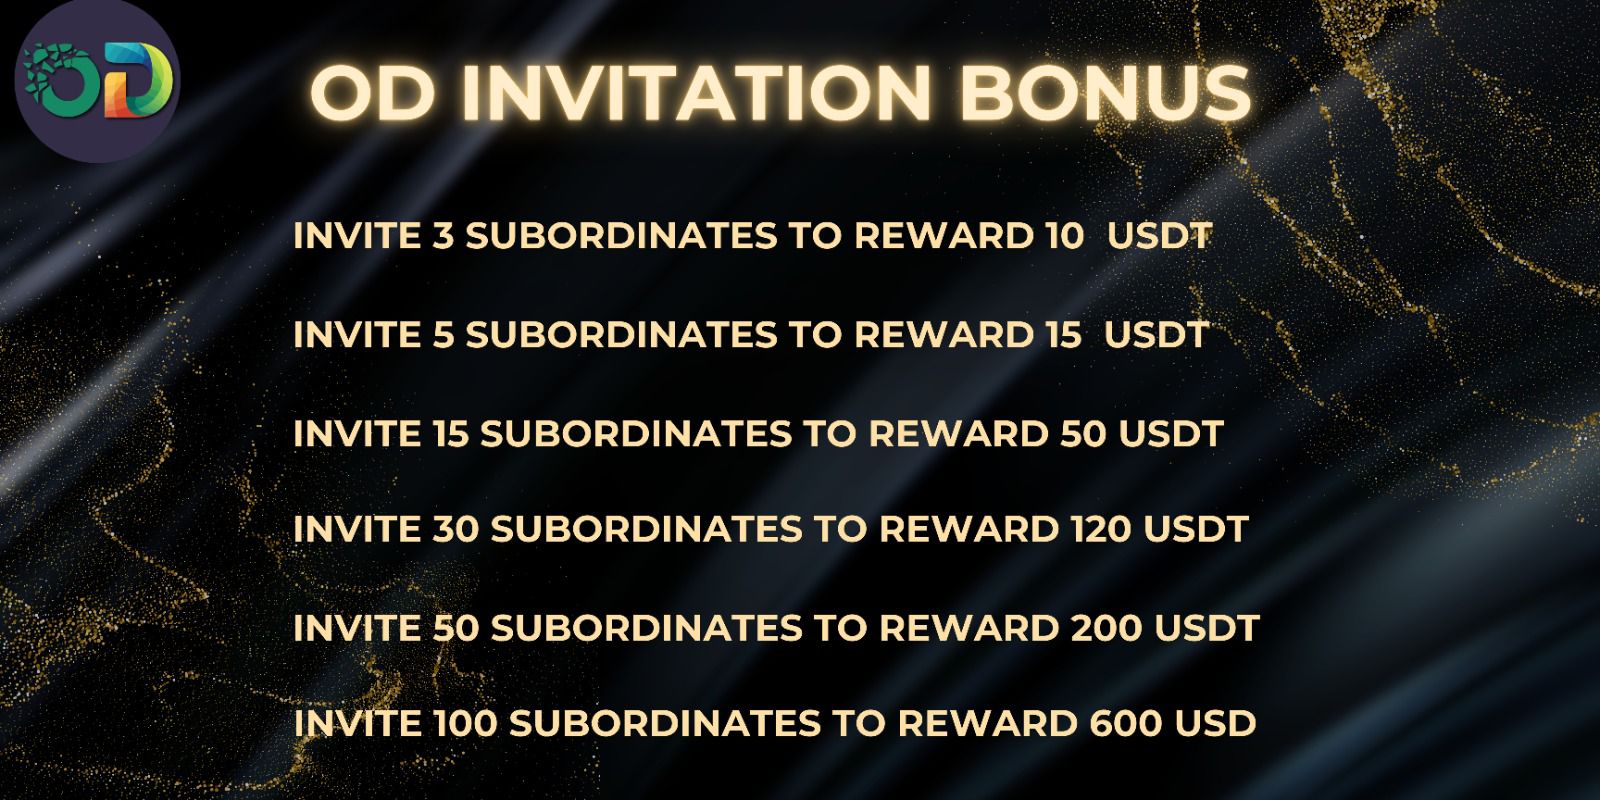 OD
OD INVITATION BONUS
INVITE 3 SUBORDINATES TO REWARD 10 USDT
INVITE 5 SUBORDINATES TO REWARD 15 USDT
INVITE 15 SUBORDINATES TO REWARD 50 USDT
INVITE 30 SUBORDINATES TO REWARD 120 USDT
INVITE 50 SUBORDINATES TO REWARD 200 USDT
INVITE 100 SUBORDINATES TO REWARD 600 USD